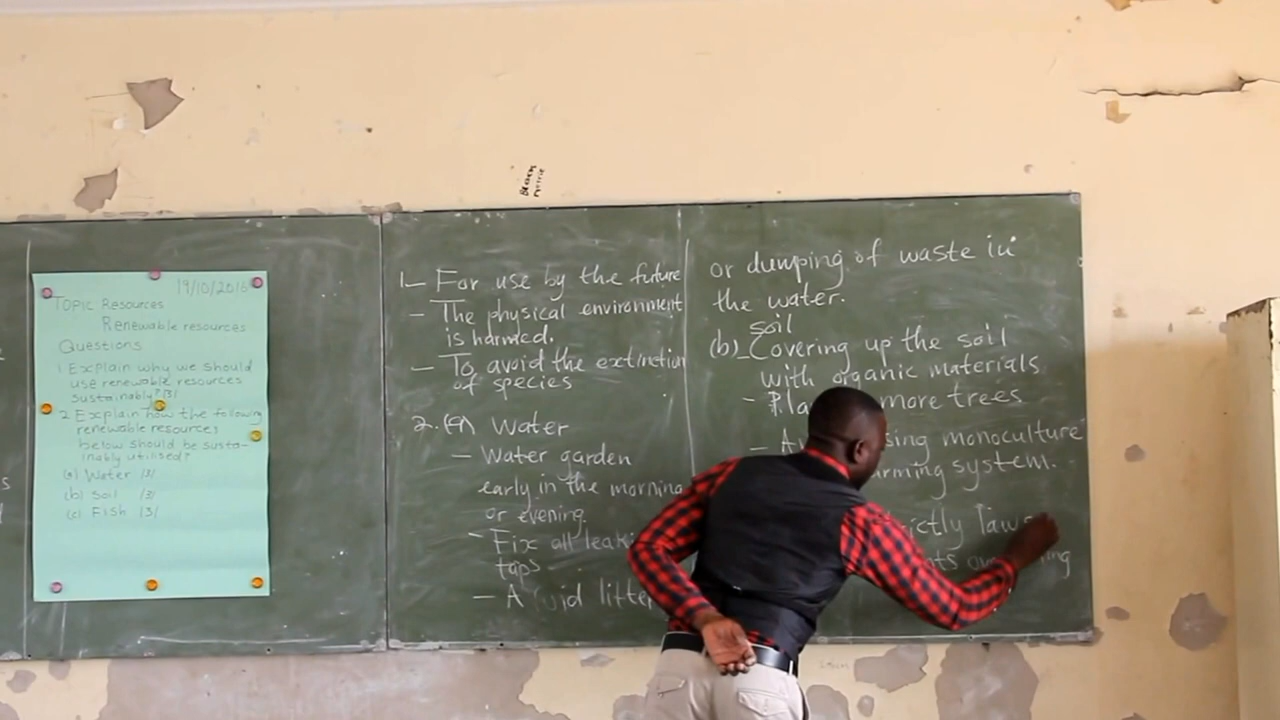 BLOCK
19/10/2016
Topic Resources
Renewable resources
Questions
1. Explain why we should
use renewable resources
sustainably? /3/
2. Explain how the following
renewable resources
below should be susta-
inably utilised?
(a) Water /3/
(b) Soil /3/
(c) Fish /3/
1- For use by the future
- The physical environment
is harmed.
- To avoid the extinction
of species
2. (a) Water
- Water garden
early in the morning
or evening.
- Fix all
taps
- Avoid
or dumping of waste in
the water.
soil
(b) - Covering up the soil
with organic materials
- more trees
- monoculture
system.
laws